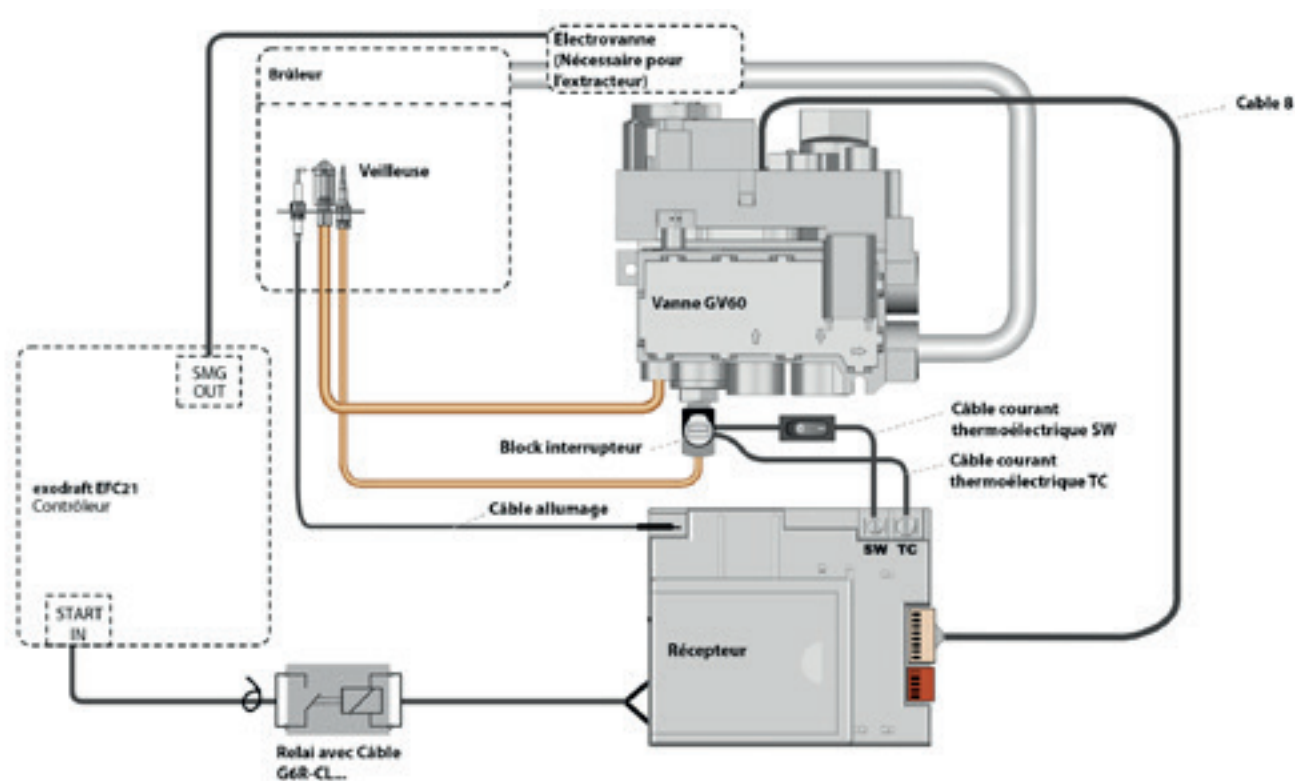 Electrovanne
(Nécessaire pour
l'extracteur)
Brûleur
Cable 8
Veilleuse
Vanne GV60
SMG
OUT
Câble courant
thermoélectrique SW
Block interrupteur
Câble courant
thermoélectrique TC
exodraft EFC21
Contrôleur
Câble allumage
SW TC
START
IN
Récepteur
Relai avec Câble
G6R-CL...